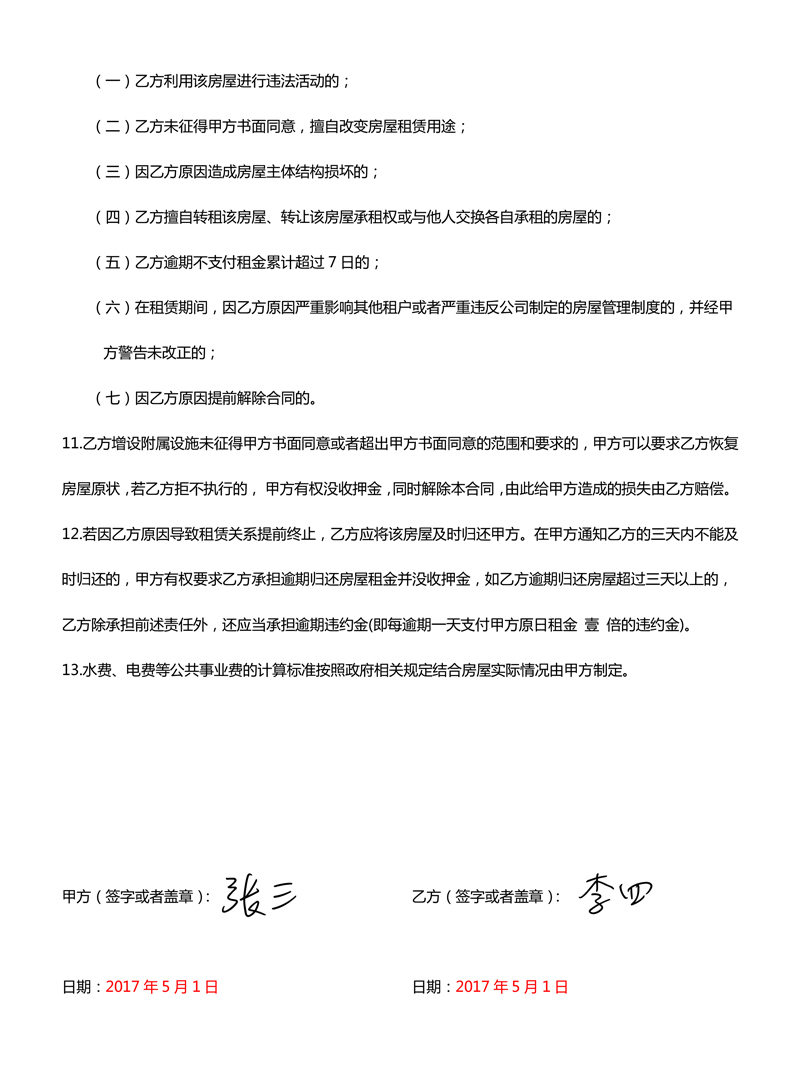 （一）乙方利用该房屋进行违法活动的；
（二）乙方未征得甲方书面同意，擅自改变房屋租赁用途；
（三）因乙方原因造成房屋主体结构损坏的；
（四）乙方擅自转租该房屋、转让该房屋承租权或与他人交换各自承租的房屋的；
（五）乙方逾期不支付租金累计超过 7 日的；
（六）在租赁期间，因乙方原因严重影响其他租户或者严重违反公司制定的房屋管理制度的，并经甲
方警告未改正的；
（七）因乙方原因提前解除合同的。
11.乙方增设附属设施未征得甲方书面同意或者超出甲方书面同意的范围和要求的，甲方可以要求乙方恢复
房屋原状，若乙方拒不执行的， 甲方有权没收押金，同时解除本合同，由此给甲方造成的损失由乙方赔偿。
12.若因乙方原因导致租赁关系提前终止，乙方应将该房屋及时归还甲方。在甲方通知乙方的三天内不能及
时归还的，甲方有权要求乙方承担逾期归还房屋租金并没收押金，如乙方逾期归还房屋超过三天以上的，
乙方除承担前述责任外，还应当承担逾期违约金(即每逾期一天支付甲方原日租金 壹 倍的违约金)。
13.水费、电费等公共事业费的计算标准按照政府相关规定结合房屋实际情况由甲方制定。
甲方（签字或者盖章）： 张三 乙方（签字或者盖章）： 李四
日期：2017 年 5 月 1 日 日期：2017 年 5 月 1 日